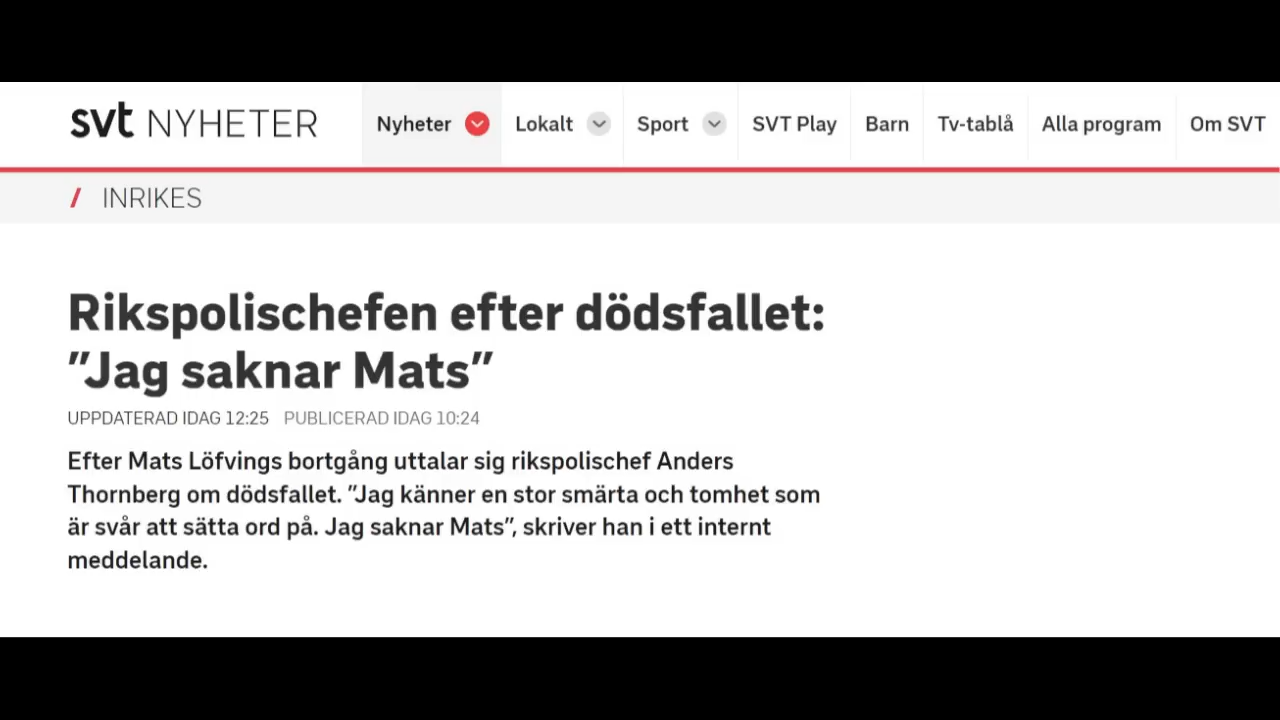 svt NYHETER Nyheter Lokalt Sport SVT Play Barn Tv-tablå Alla program Om SVT
/ INRIKES
Rikspolischefen efter dödsfallet:
”Jag saknar Mats”
UPPDATERAD IDAG 12:25 PUBLICERAD IDAG 10:24
Efter Mats Löfvings bortgång uttalar sig rikspolischef Anders
Thornberg om dödsfallet. ”Jag känner en stor smärta och tomhet som
är svår att sätta ord på. Jag saknar Mats”, skriver han i ett internt
meddelande.